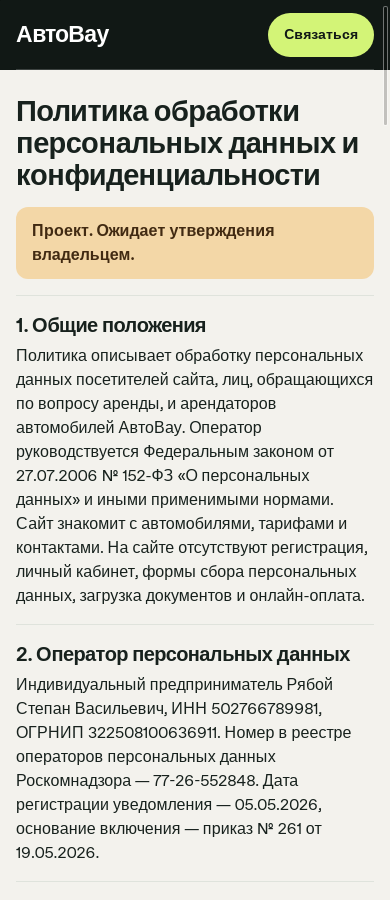 АвтоВау
Связаться
Политика обработки
персональных данных и
конфиденциальности
Проект. Ожидает утверждения
владельцем.
1. Общие положения
Политика описывает обработку персональных
данных посетителей сайта, лиц, обращающихся
по вопросу аренды, и арендаторов
автомобилей АвтоВау. Оператор
руководствуется Федеральным законом от
27.07.2006 № 152-ФЗ «О персональных
данных» и иными применимыми нормами.
Сайт знакомит с автомобилями, тарифами и
контактами. На сайте отсутствуют регистрация,
личный кабинет, формы сбора персональных
данных, загрузка документов и онлайн-оплата.
2. Оператор персональных данных
Индивидуальный предприниматель Рябой
Степан Васильевич, ИНН 502766789981,
ОГРНИП 322508100636911. Номер в реестре
операторов персональных данных
Роскомнадзора — 77-26-552848. Дата
регистрации уведомления — 05.05.2026,
основание включения — приказ № 261 от
19.05.2026.